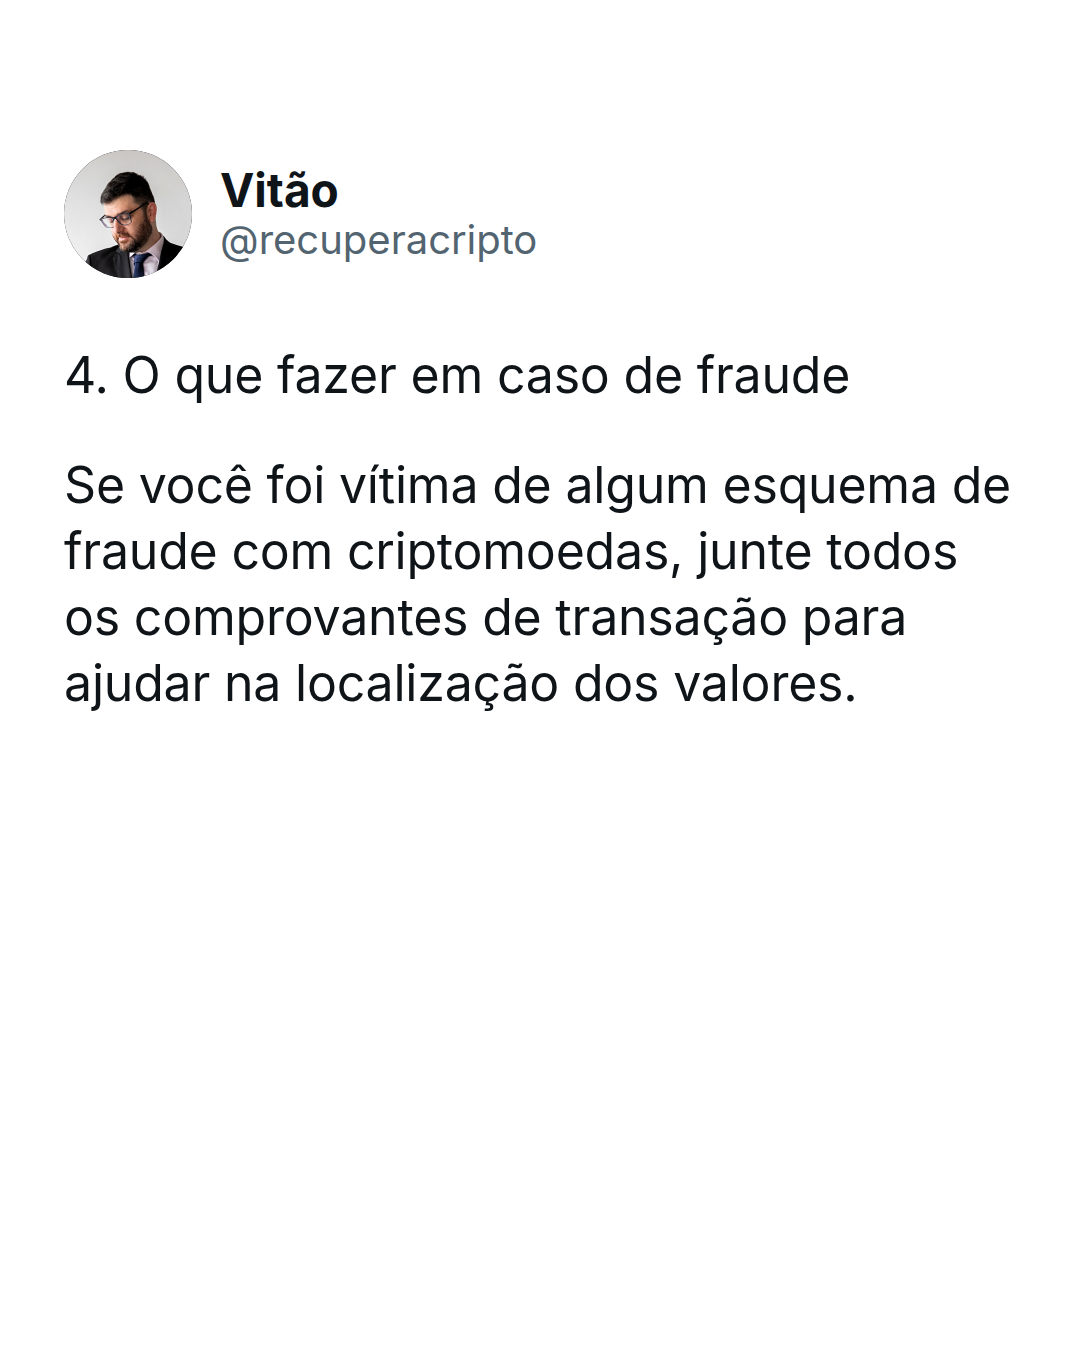 Vitão
@recuperacripto
4. O que fazer em caso de fraude
Se você foi vítima de algum esquema de
fraude com criptomoedas, junte todos
os comprovantes de transação para
ajudar na localização dos valores.